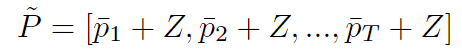 P̃ = [p̄₁ + Z, p̄₂ + Z, ..., p̄_T + Z]